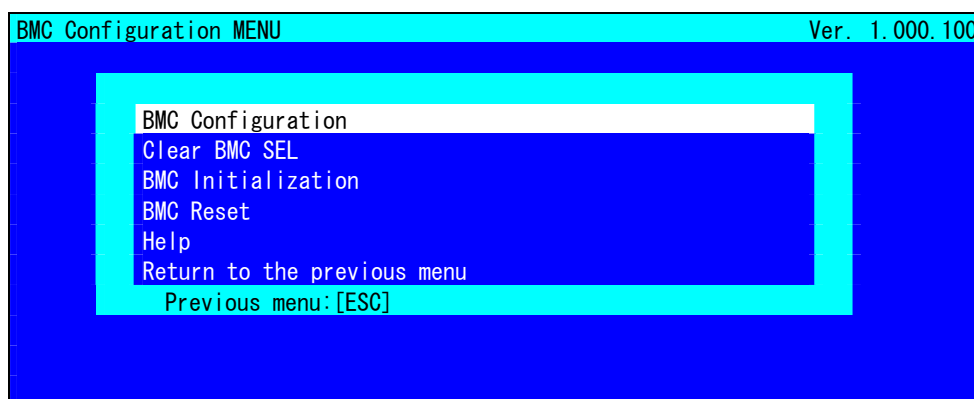 BMC Configuration MENU Ver. 1.000.100
BMC Configuration
Clear BMC SEL
BMC Initialization
BMC Reset
Help
Return to the previous menu
Previous menu:[ESC]